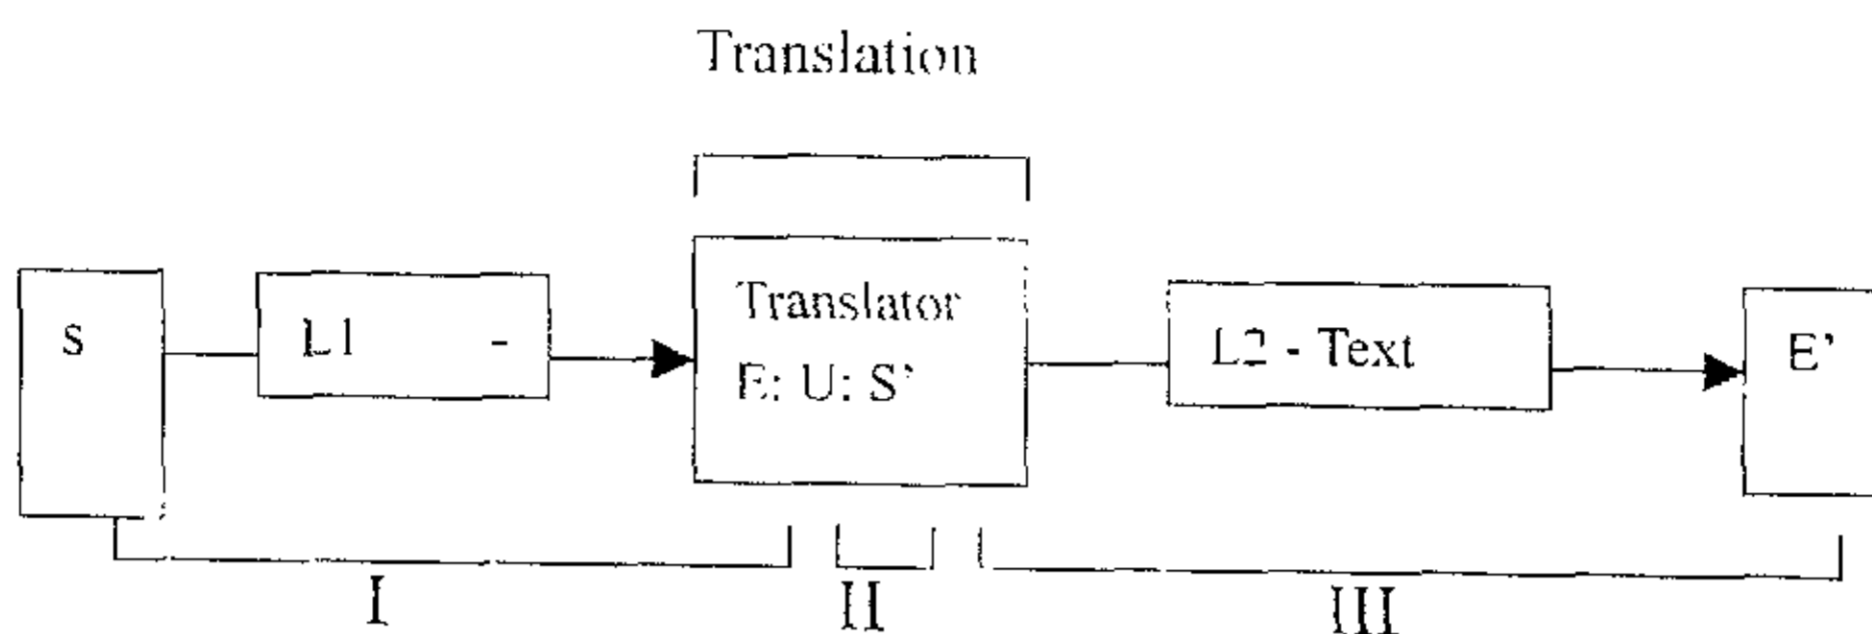 Translation
s
L1 -
Translator
E: U: S’
L2 - Text
E’
I
II
III